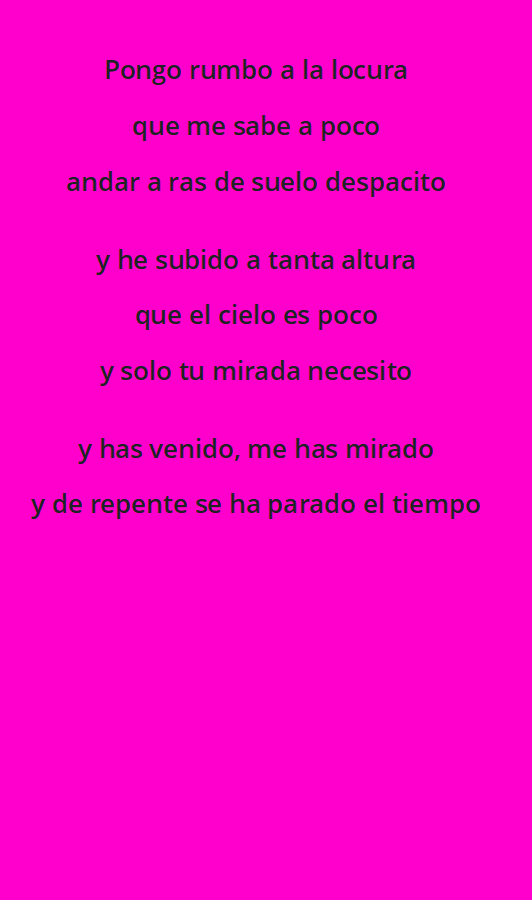 Pongo rumbo a la locura
que me sabe a poco
andar a ras de suelo despacito
y he subido a tanta altura
que el cielo es poco
y solo tu mirada necesito
y has venido, me has mirado
y de repente se ha parado el tiempo